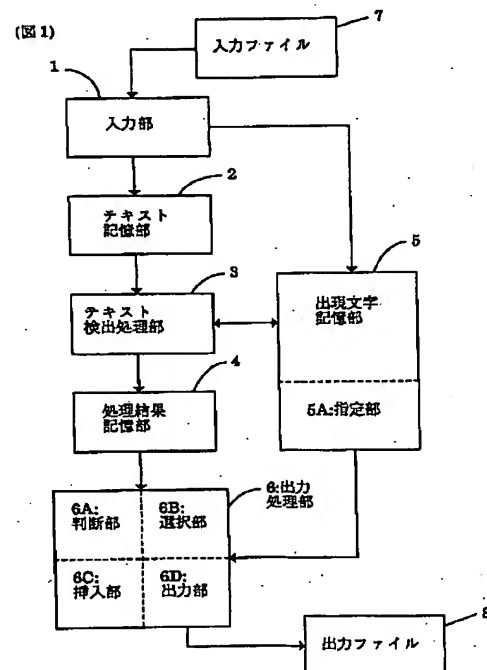 (図1)
7
入力ファイル
1
入力部
2
テキスト
記憶部
5
3
テキスト
検出処理部
出現文字
記憶部
4
処理結果
記憶部
5A:指定部
6A:
判断部
6B:
選択部
6:出力
処理部
6C:
挿入部
6D:
出力部
8
出力ファイル